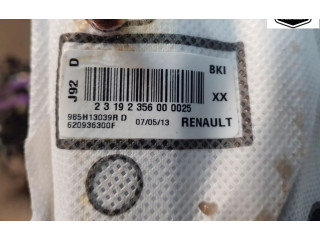 J92 D
BKI
2 3 19 2 356 00 0025
XX
985H13039R D
07/05/13
RENAULT
620936300F